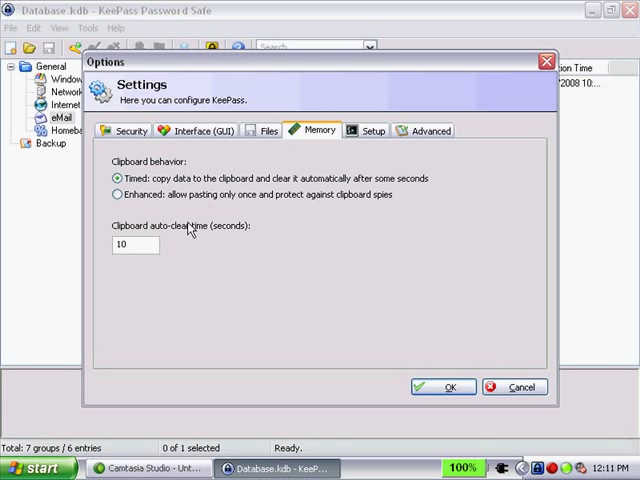 Database.kdb - KeePass Password Safe
File Edit View Tools Help
Search...
General
Window
Network
Internet
eMail
Homeba
Backup
tion Time
/2008 10:...
Options
Settings
Here you can configure KeePass.
Security Interface (GUI) Files Memory Setup Advanced
Clipboard behavior:
Timed: copy data to the clipboard and clear it automatically after some seconds
Enhanced: allow pasting only once and protect against clipboard spies
Clipboard auto-clear time (seconds):
10
OK Cancel
Total: 7 groups / 6 entries 0 of 1 selected Ready.
start Camtasia Studio - Unt... Database.kdb - KeeP... 100% 12:11 PM